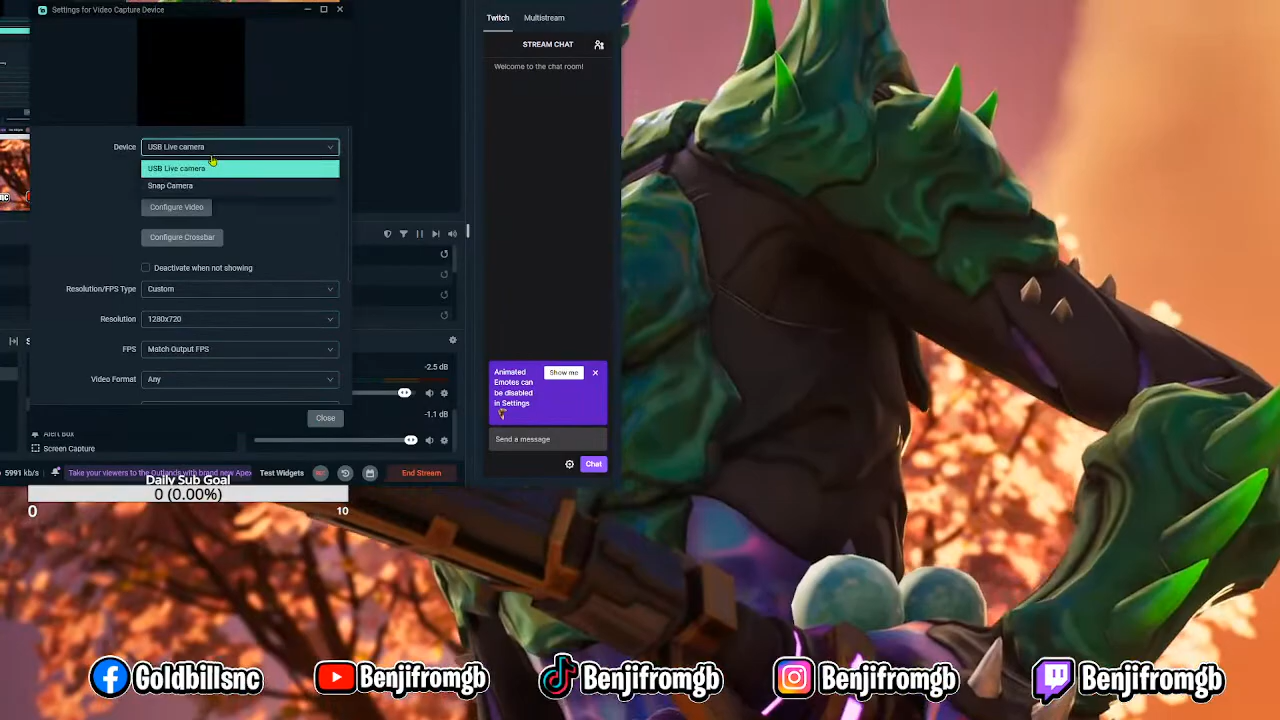 Settings for Video Capture Device
Device
USB Live camera
USB Live camera
Snap Camera
Configure Video
Configure Crossbar
Deactivate when not showing
Resolution/FPS Type
Custom
Resolution
1280x720
FPS
Match Output FPS
Video Format
Any
Close
-2.5 dB
-1.1 dB
Alert Box
Screen Capture
5991 kb/s
Take your viewers to the Outlands with brand new Apex
Test Widgets
REC
End Stream
Twitch
Multistream
STREAM CHAT
Welcome to the chat room!
Animated
Emotes can
be disabled
in Settings
Show me
Send a message
Chat
Daily Sub Goal
0 (0.00%)
0
10
Goldbillsnc
Benjifromgb
Benjifromgb
Benjifromgb
Benjifromgb